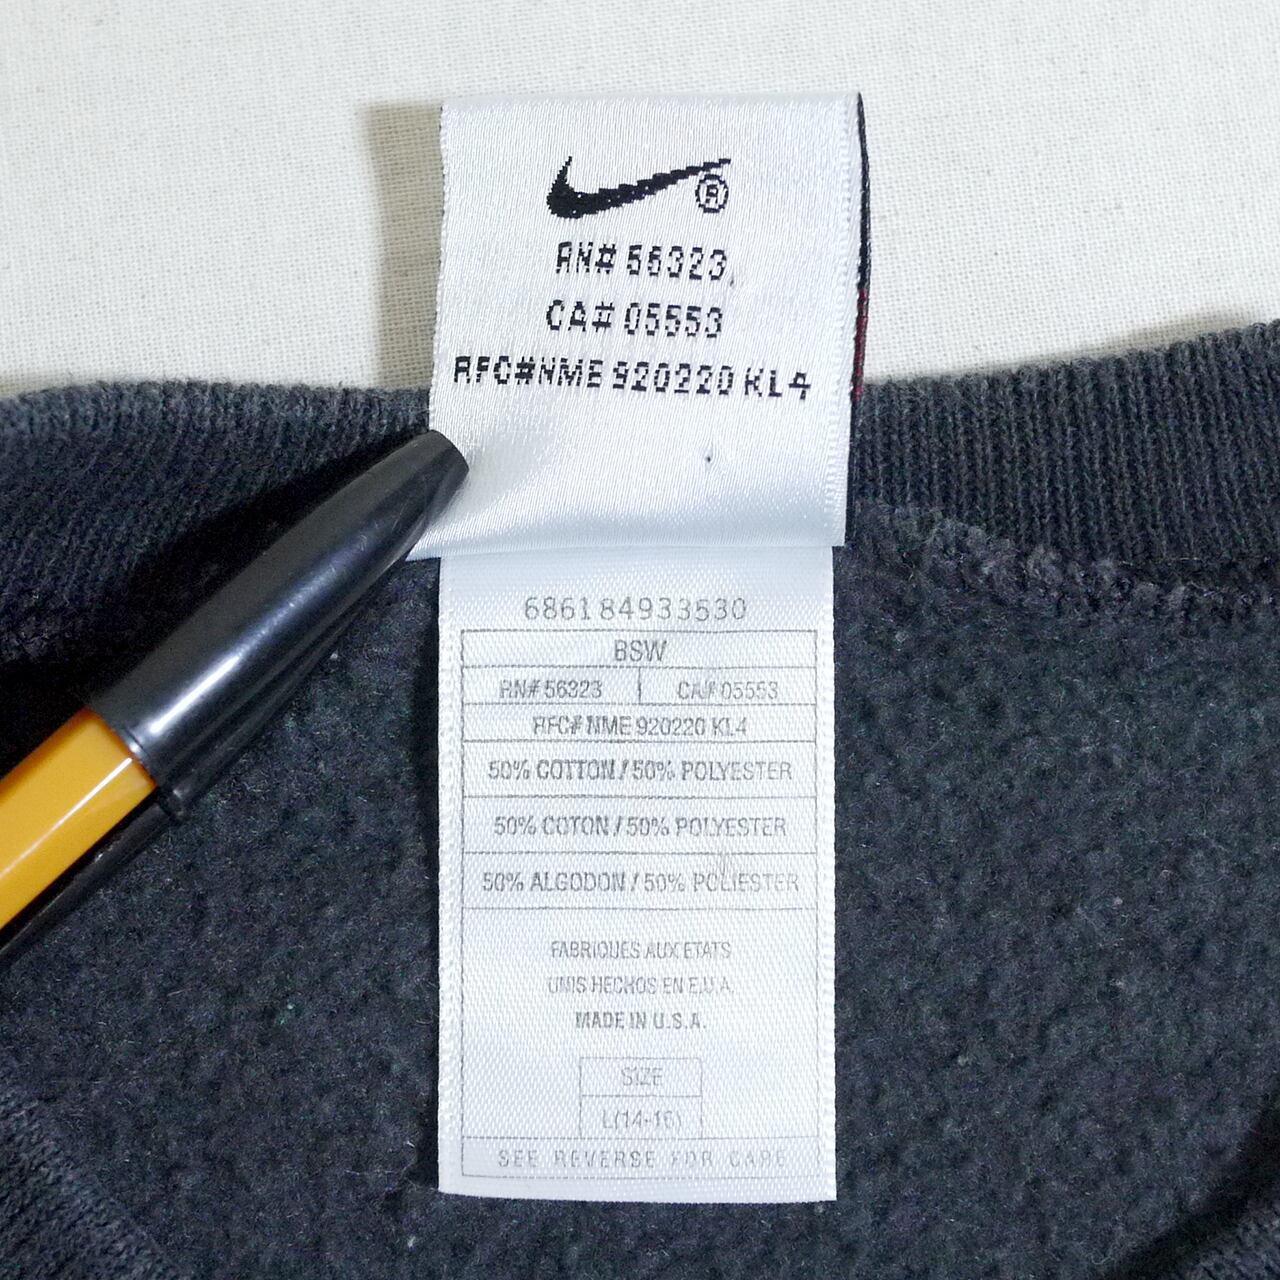 ®
RN# 56323
CA# 05553
RFC#NME 920220 KL4
686184933530
BSW
RN# 56323 CA# 05553
RFC# NME 920220 KL4
50% COTTON / 50% POLYESTER
50% COTON / 50% POLYESTER
50% ALGODON / 50% POLIESTER
FABRIQUES AUX ETATS
UNIS HECHOS EN E.U.A.
MADE IN U.S.A.
SIZE
L(14-16)
SEE REVERSE FOR CARE